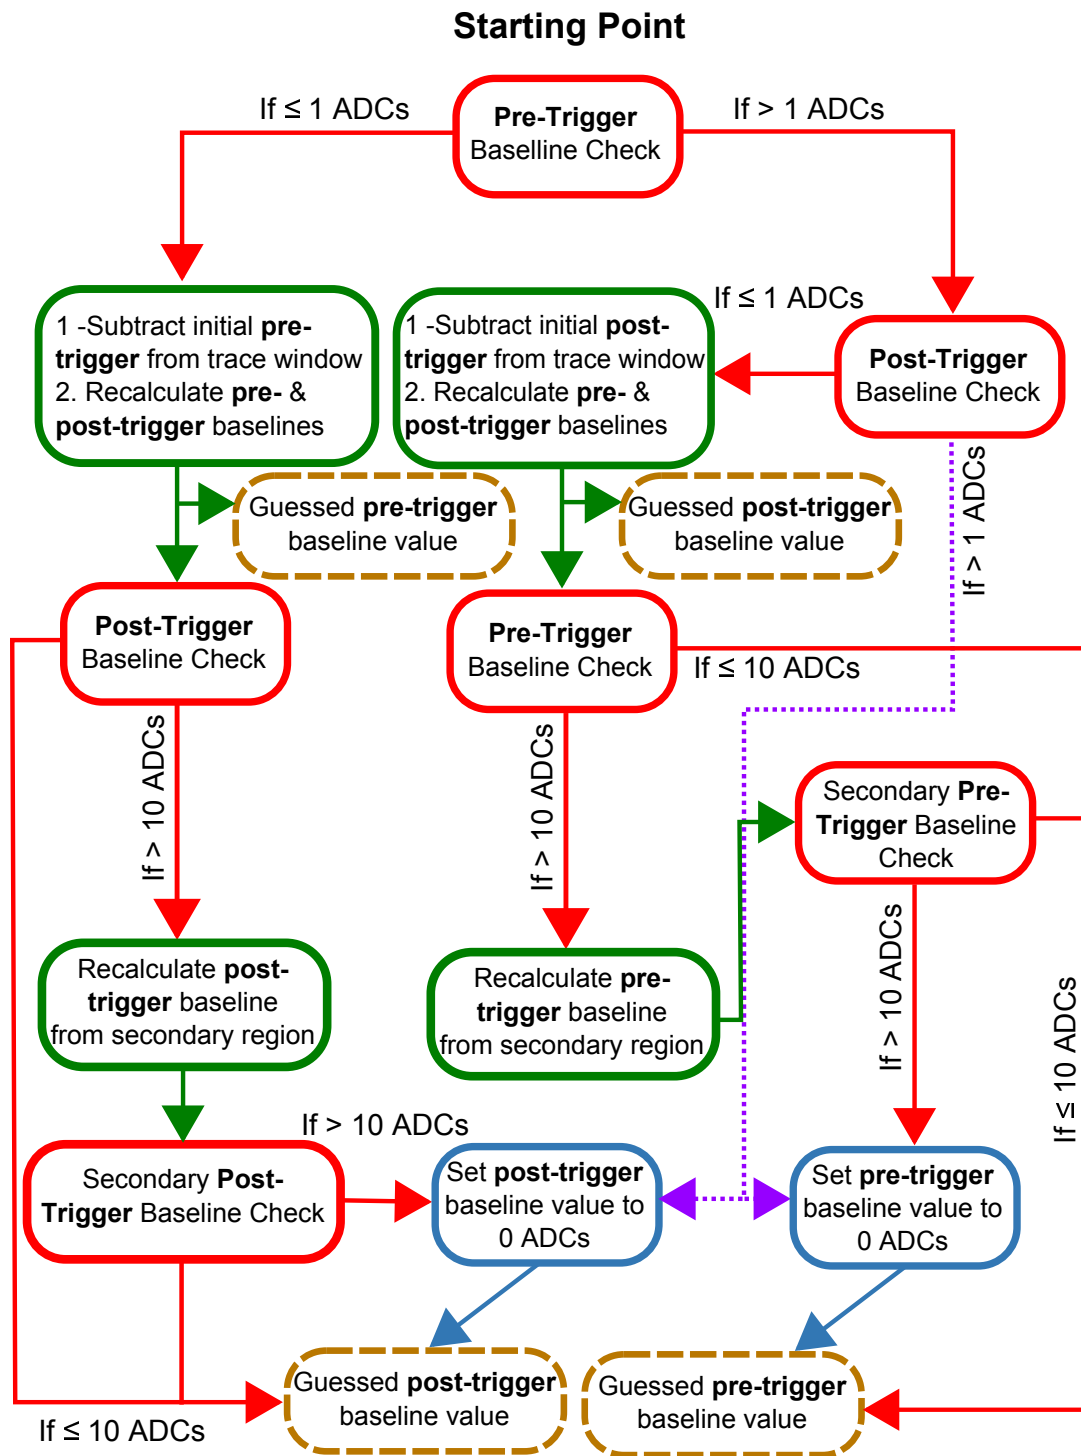 Starting Point
If ≤ 1 ADCs
If > 1 ADCs
Pre-Trigger
Baselline Check
If ≤ 1 ADCs
1 -Subtract initial pre-
trigger from trace window
2. Recalculate pre- &
post-trigger baselines
1 -Subtract initial post-
trigger from trace window
2. Recalculate pre- &
post-trigger baselines
Post-Trigger
Baseline Check
Guessed pre-trigger
baseline value
Guessed post-trigger
baseline value
If > 1 ADCs
Post-Trigger
Baseline Check
Pre-Trigger
Baseline Check
If ≤ 10 ADCs
If > 10 ADCs
If > 10 ADCs
Secondary Pre-
Trigger Baseline
Check
Recalculate post-
trigger baseline
from secondary region
Recalculate pre-
trigger baseline
from secondary region
If > 10 ADCs
If ≤ 10 ADCs
If > 10 ADCs
Secondary Post-
Trigger Baseline Check
Set post-trigger
baseline value to
0 ADCs
Set pre-trigger
baseline value to
0 ADCs
Guessed post-trigger
baseline value
Guessed pre-trigger
baseline value
If ≤ 10 ADCs